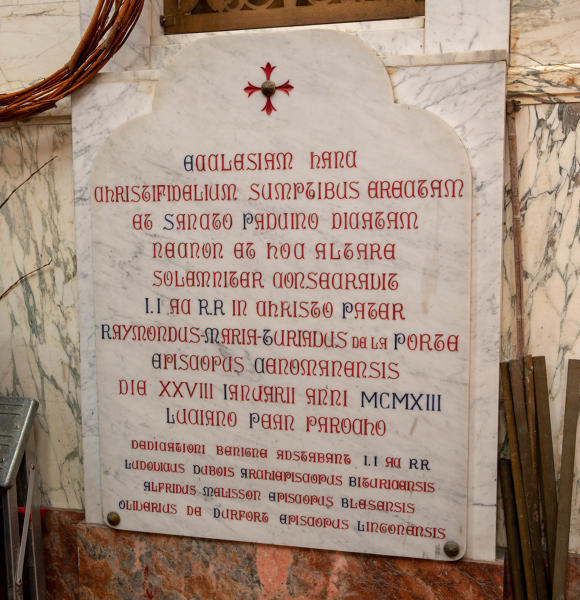 ECCLESIAM HANC
CHRISTIFIDELIUM SUMPTIBUS ERECTAM
ET SANCTO PADUINO DICATAM
NECNON ET HOC ALTARE
SOLEMNITER CONSECRAVIT
I.I AC R.R IN CHRISTO PATER
RAYMONDUS-MARIA-TURIADUS DE LA PORTE
EPISCOPUS CENOMANENSIS
DIE XXVIII IANUARII ANNI MCMXIII
LUCIANO PEAN PAROCHO
DEDICATIONI BENIGNE ADSTABANT I.I AC RR
LUDOVICUS DUBOIS ARCHIEPISCOPUS BITURICENSIS
ALFRIDUS MELISSON EPISCOPUS BLESENSIS
OLIVERIUS DE DURFORT EPISCOPUS LINGONENSIS